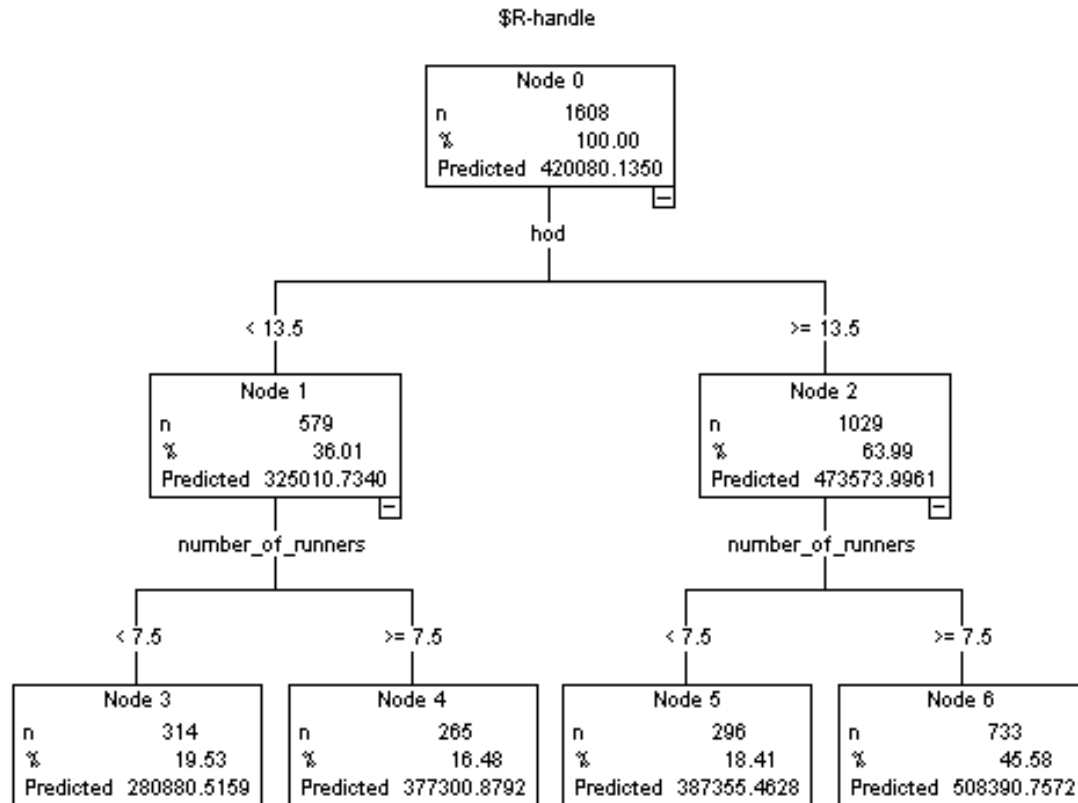 $R-handle
Node 0
n 1608
% 100.00
Predicted 420080.1350
hod
< 13.5
>= 13.5
Node 1
n 579
% 36.01
Predicted 325010.7340
Node 2
n 1029
% 63.99
Predicted 473573.9961
number_of_runners
number_of_runners
< 7.5
>= 7.5
< 7.5
>= 7.5
Node 3
n 314
% 19.53
Predicted 280880.5159
Node 4
n 265
% 16.48
Predicted 377300.8792
Node 5
n 296
% 18.41
Predicted 387355.4628
Node 6
n 733
% 45.58
Predicted 508390.7572